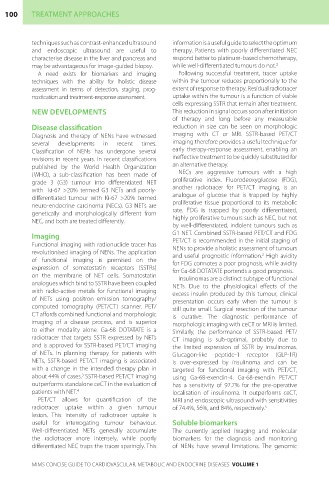 100 TREATMENT APPROACHES
techniques such as contrast-enhanced ultrasound
and endoscopic ultrasound are useful to
characterise disease in the liver and pancreas and
may be advantageous for image-guided biopsy.
A need exists for biomarkers and imaging
techniques with the ability for holistic disease
assessment in terms of detection, staging, prog-
nostication and treatment-response assessment.
NEW DEVELOPMENTS
Disease classification
Diagnosis and therapy of NENs have witnessed
several developments in recent times.
Classification of NENs has undergone several
revisions in recent years. In recent classifications
published by the World Health Organization
(WHO), a sub-classification has been made of
grade 3 (G3) tumour into differentiated NET
with Ki-67 >20% termed G3 NETs and poorly-
differentiated tumour with Ki-67 >20% termed
neuro-endocrine carcinoma (NECs). G3 NETs are
genetically and morphologically different from
NEC, and both are treated differently.
Imaging
Functional imaging with radionuclide tracer has
revolutionised imaging of NENs. The application
of functional imaging is premised on the
expression of somatostatin receptors (SSTR)
on the membrane of NET cells. Somatostatin
analogues which bind to SSTR have been coupled
with radio-active metals for functional imaging
of NETs using positron emission tomography/
computed tomography (PET/CT) scanner. PET/
CT affords combined functional and morphologic
imaging of a disease process, and is superior
to either modality alone. Ga-68 DOTATATE is a
radiotracer that targets SSTR expressed by NETs
and is approved for SSTR-based PET/CT imaging
of NETs. In planning therapy for patients with
NETs, SSTR-based PET/CT imaging is associated
with a change in the intended therapy plan in
about 44% of cases. SSTR-based PET/CT imaging
outperforms standalone ceCT in the evaluation of
patients with NET.
PET/CT allows for quantification of the
radiotracer uptake within a given tumour
lesion. This intensity of radiotracer uptake is
useful for interrogating tumour behaviour.
Well-differentiated NETs generally accumulate
the radiotracer more intensely, while poorly
differentiated NEC traps the tracer sparingly. This
information is a useful guide to select the optimum
therapy. Patients with poorly differentiated NEC
respond better to platinum-based chemotherapy,
while well-differentiated tumours do not.
Following successful treatment, tracer uptake
within the tumour reduces proportionally to the
extent of response to therapy. Residual radiotracer
uptake within the tumour is a function of viable
cells expressing SSTR that remain after treatment.
This reduction in signal occurs soon after initiation
of therapy and long before any measurable
reduction in size can be seen on morphologic
imaging with CT or MRI. SSTR-based PET/CT
imaging therefore provides a useful technique for
early therapy-response assessment, enabling an
ineffective treatment to be quickly substituted for
an alternative therapy.
NECs are aggressive tumours with a high
proliferative index. Fluorodeoxyglucose (FDG),
another radiotracer for PET/CT imaging, is an
analogue of glucose that is trapped by highly
proliferative tissue proportional to its metabolic
rate. FDG is trapped by poorly differentiated,
highly proliferative tumours such as NEC, but not
by well-differentiated, indolent tumours such as
G1 NET. Combined SSTR-based PET/CT and FDG
PET/CT is recommended in the initial staging of
NENs to provide a holistic assessment of tumours
and useful prognostic information. High avidity
for FDG connotes a poor prognosis, while avidity
for Ga-68 DOTATATE portends a good prognosis.
Insulinomas are a distinct subtype of functional
NETs. Due to the physiological effects of the
excess insulin produced by this tumour, clinical
presentation occurs early when the tumour is
still quite small. Surgical resection of the tumour
is curative. The diagnostic performance of
morphologic imaging with ceCT or MRI is limited.
Similarly, the performance of SSTR-based PET/
CT imaging is sub-optimal, probably due to
the limited expression of SSTR by insulinomas.
Glucagon-like peptide-1 receptor (GLP-1R)
is over-expressed by insulinoma and can be
targeted for functional imaging with PET/CT,
using Ga-68-exendin-4. Ga-68-exendin PET/CT
has a sensitivity of 97.7% for the pre-operative
localisation of insulinoma. It outperforms ceCT,
MRI and endoscopic ultrasound with sensitivities
of 74.4%, 56%, and 84%, respectively.
Soluble biomarkers
The currently applied imaging and molecular
biomarkers for the diagnosis and monitoring
of NENs have several limitations. The genomic
MIMS CONCISE GUIDE TO CARDIOVASCULAR, METABOLIC AND ENDOCRINE DISEASES VOLUME 1